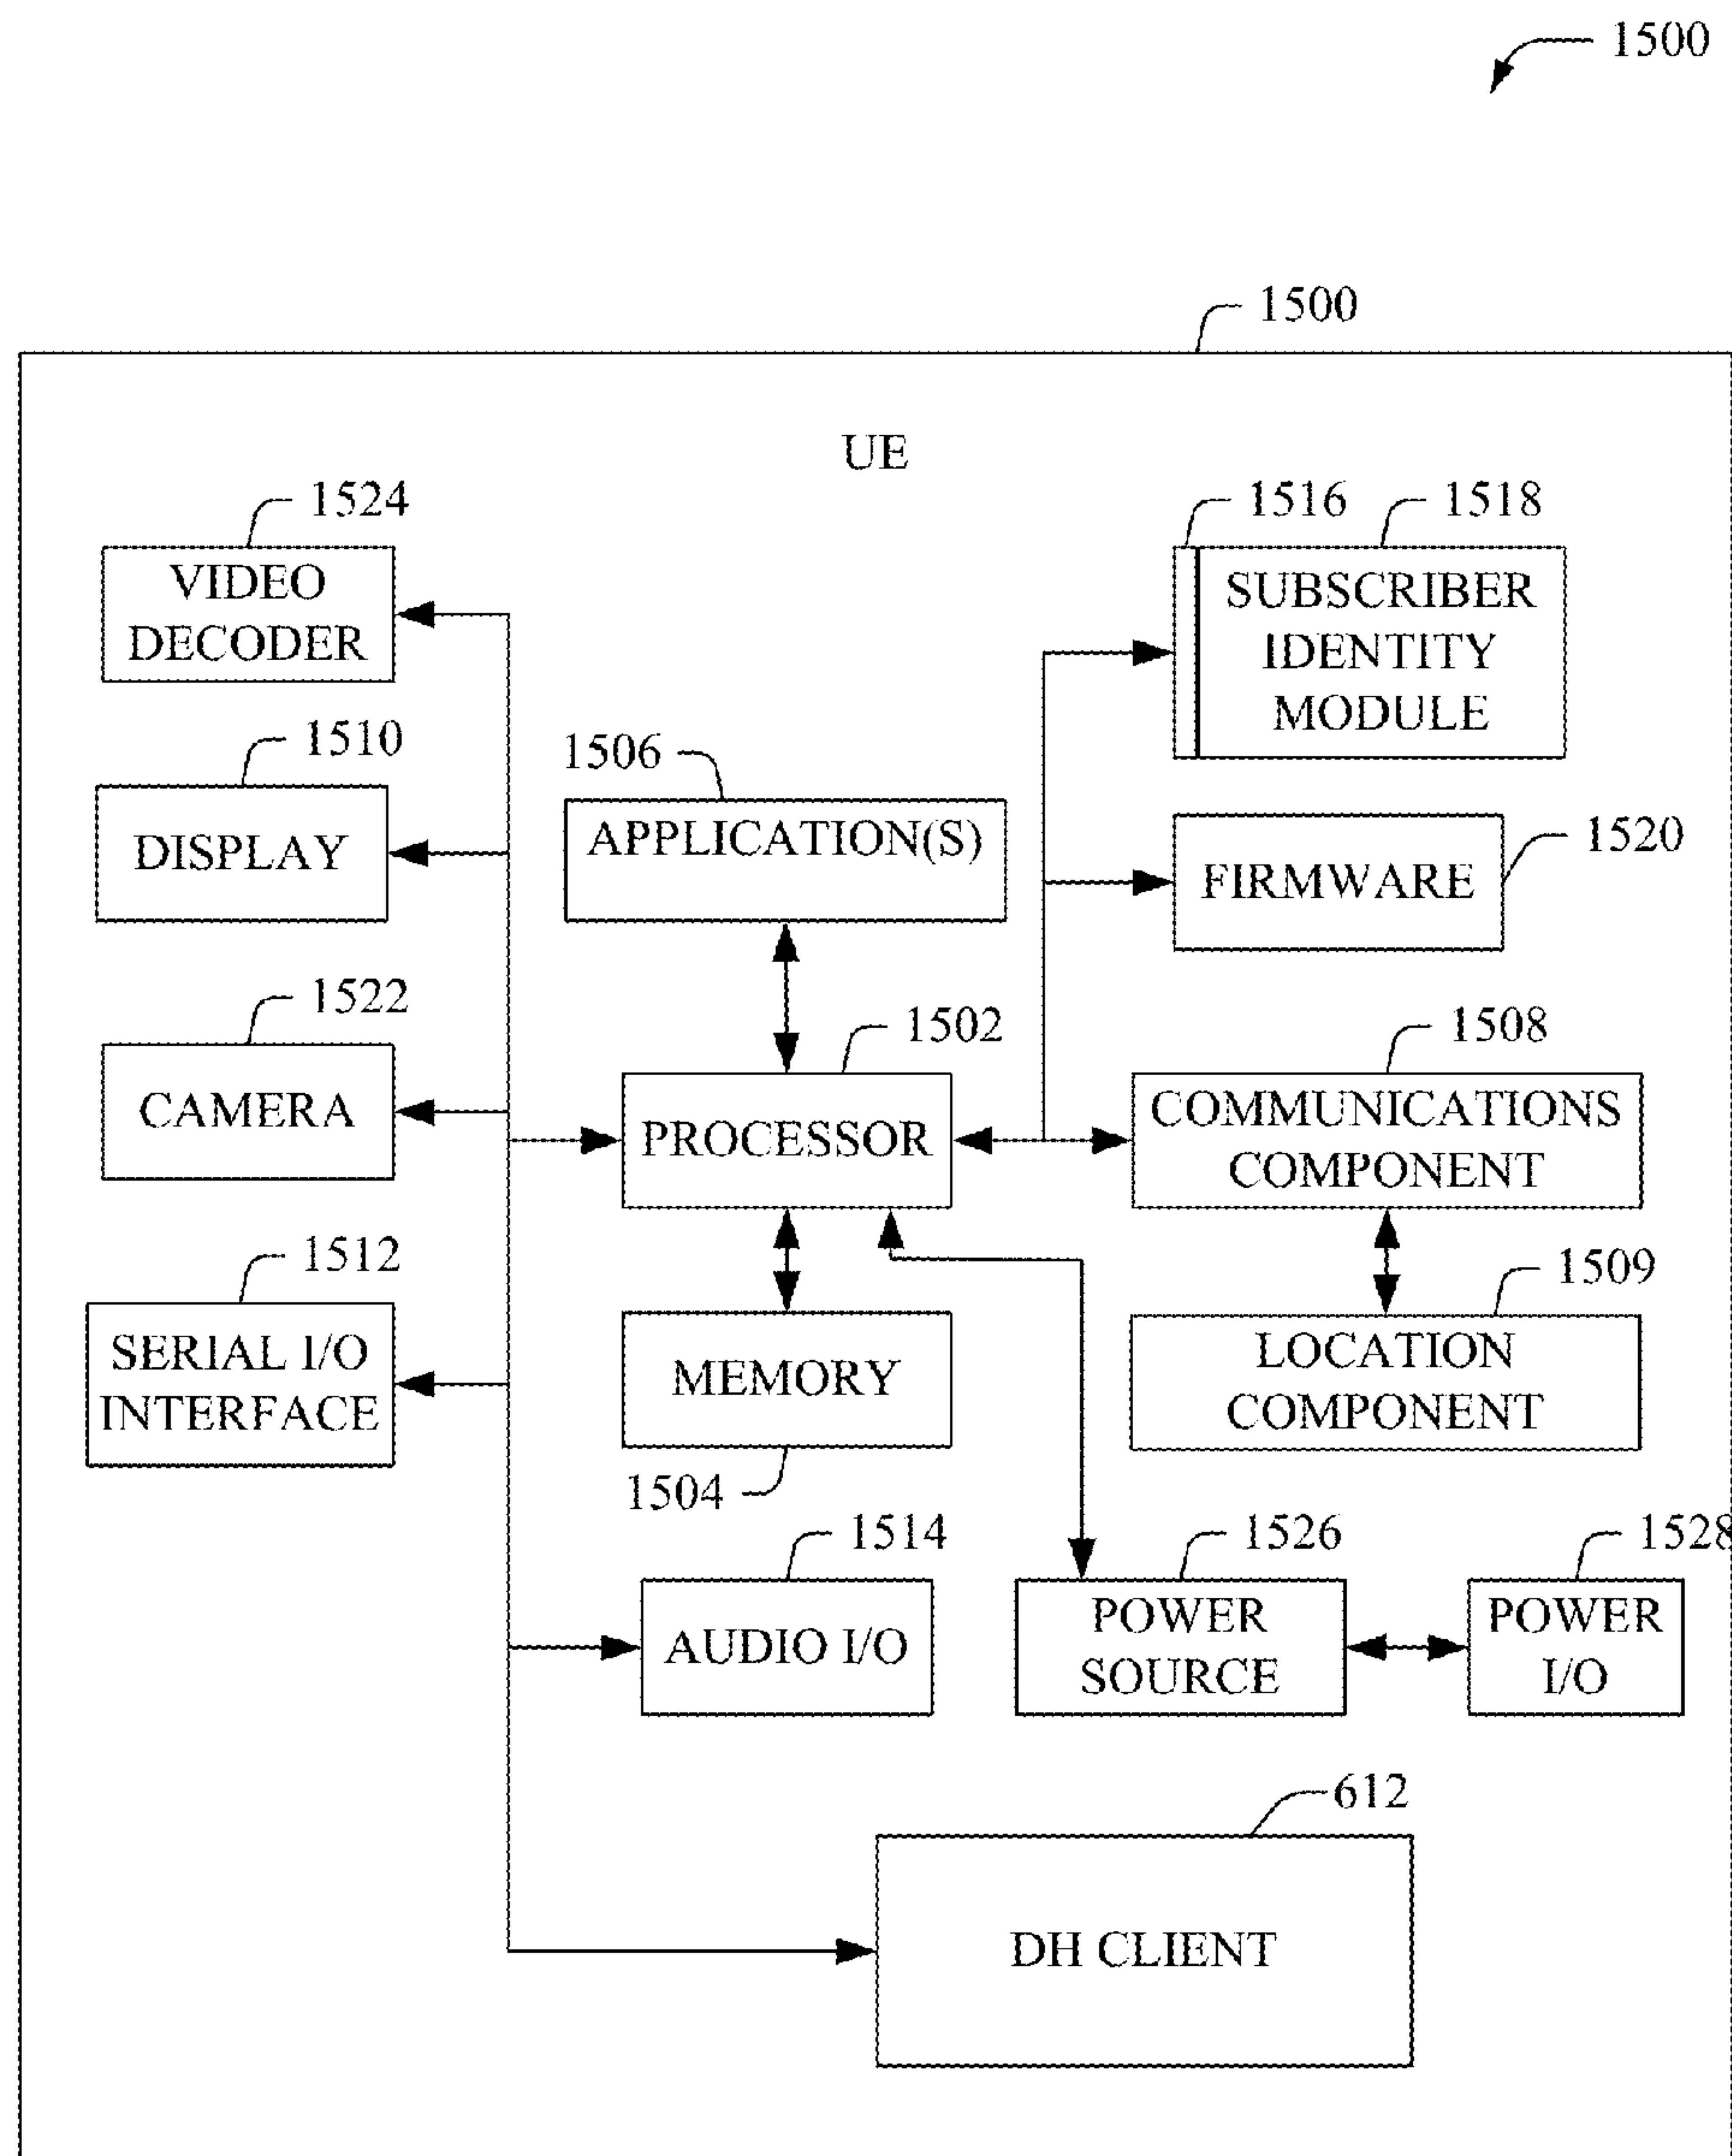 1500
1500
UE
1524
VIDEO
DECODER
1516
1518
SUBSCRIBER
IDENTITY
MODULE
1510
DISPLAY
1506
APPLICATION(S)
1520
FIRMWARE
1522
CAMERA
1502
PROCESSOR
1508
COMMUNICATIONS
COMPONENT
1512
SERIAL I/O
INTERFACE
MEMORY
1504
1509
LOCATION
COMPONENT
1514
AUDIO I/O
1526
POWER
SOURCE
1528
POWER
I/O
612
DH CLIENT